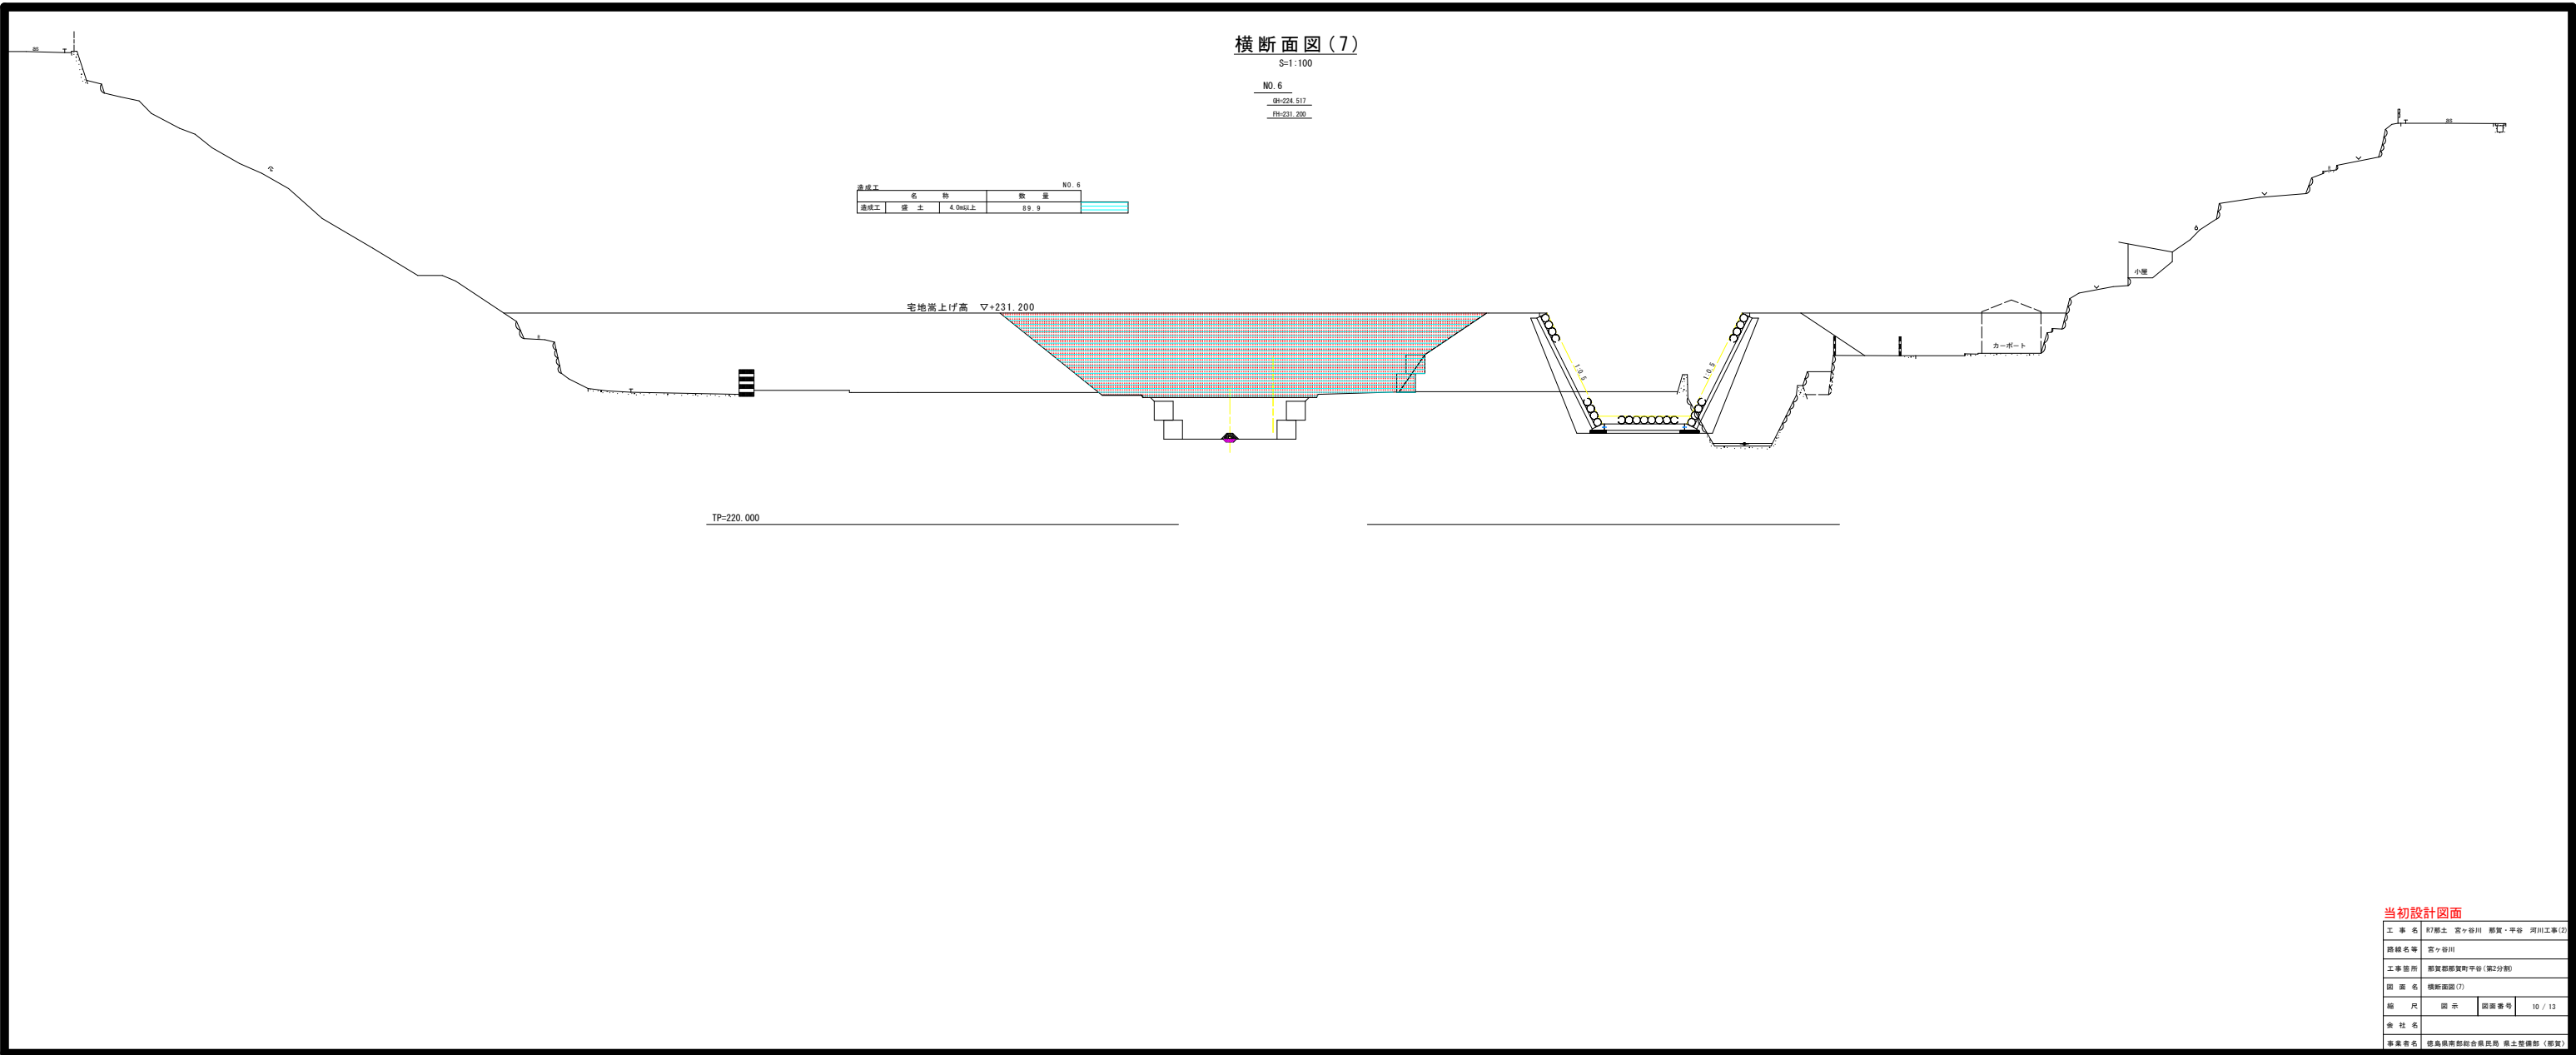 横断面図(7)
S=1:100
NO.6
GH=224.517
FH=231.200
造成工 NO.6
名 称 数 量
造成工 盛 土 4.0m以上 89.9
小屋
宅地嵩上げ高 ▽+231.200
カーポート
1:0.5
1:0.5
TP=220.000
当初設計図面
工 事 名 R7那土 宮ヶ谷川 那賀・平谷 河川工事(2)
路線名等 宮ヶ谷川
工事箇所 那賀郡那賀町平谷(第2分割)
図 面 名 横断面図(7)
縮 尺 図 示 図面番号 10 / 13
会 社 名
事業者名 徳島県南部総合県民局 県土整備部（那賀）